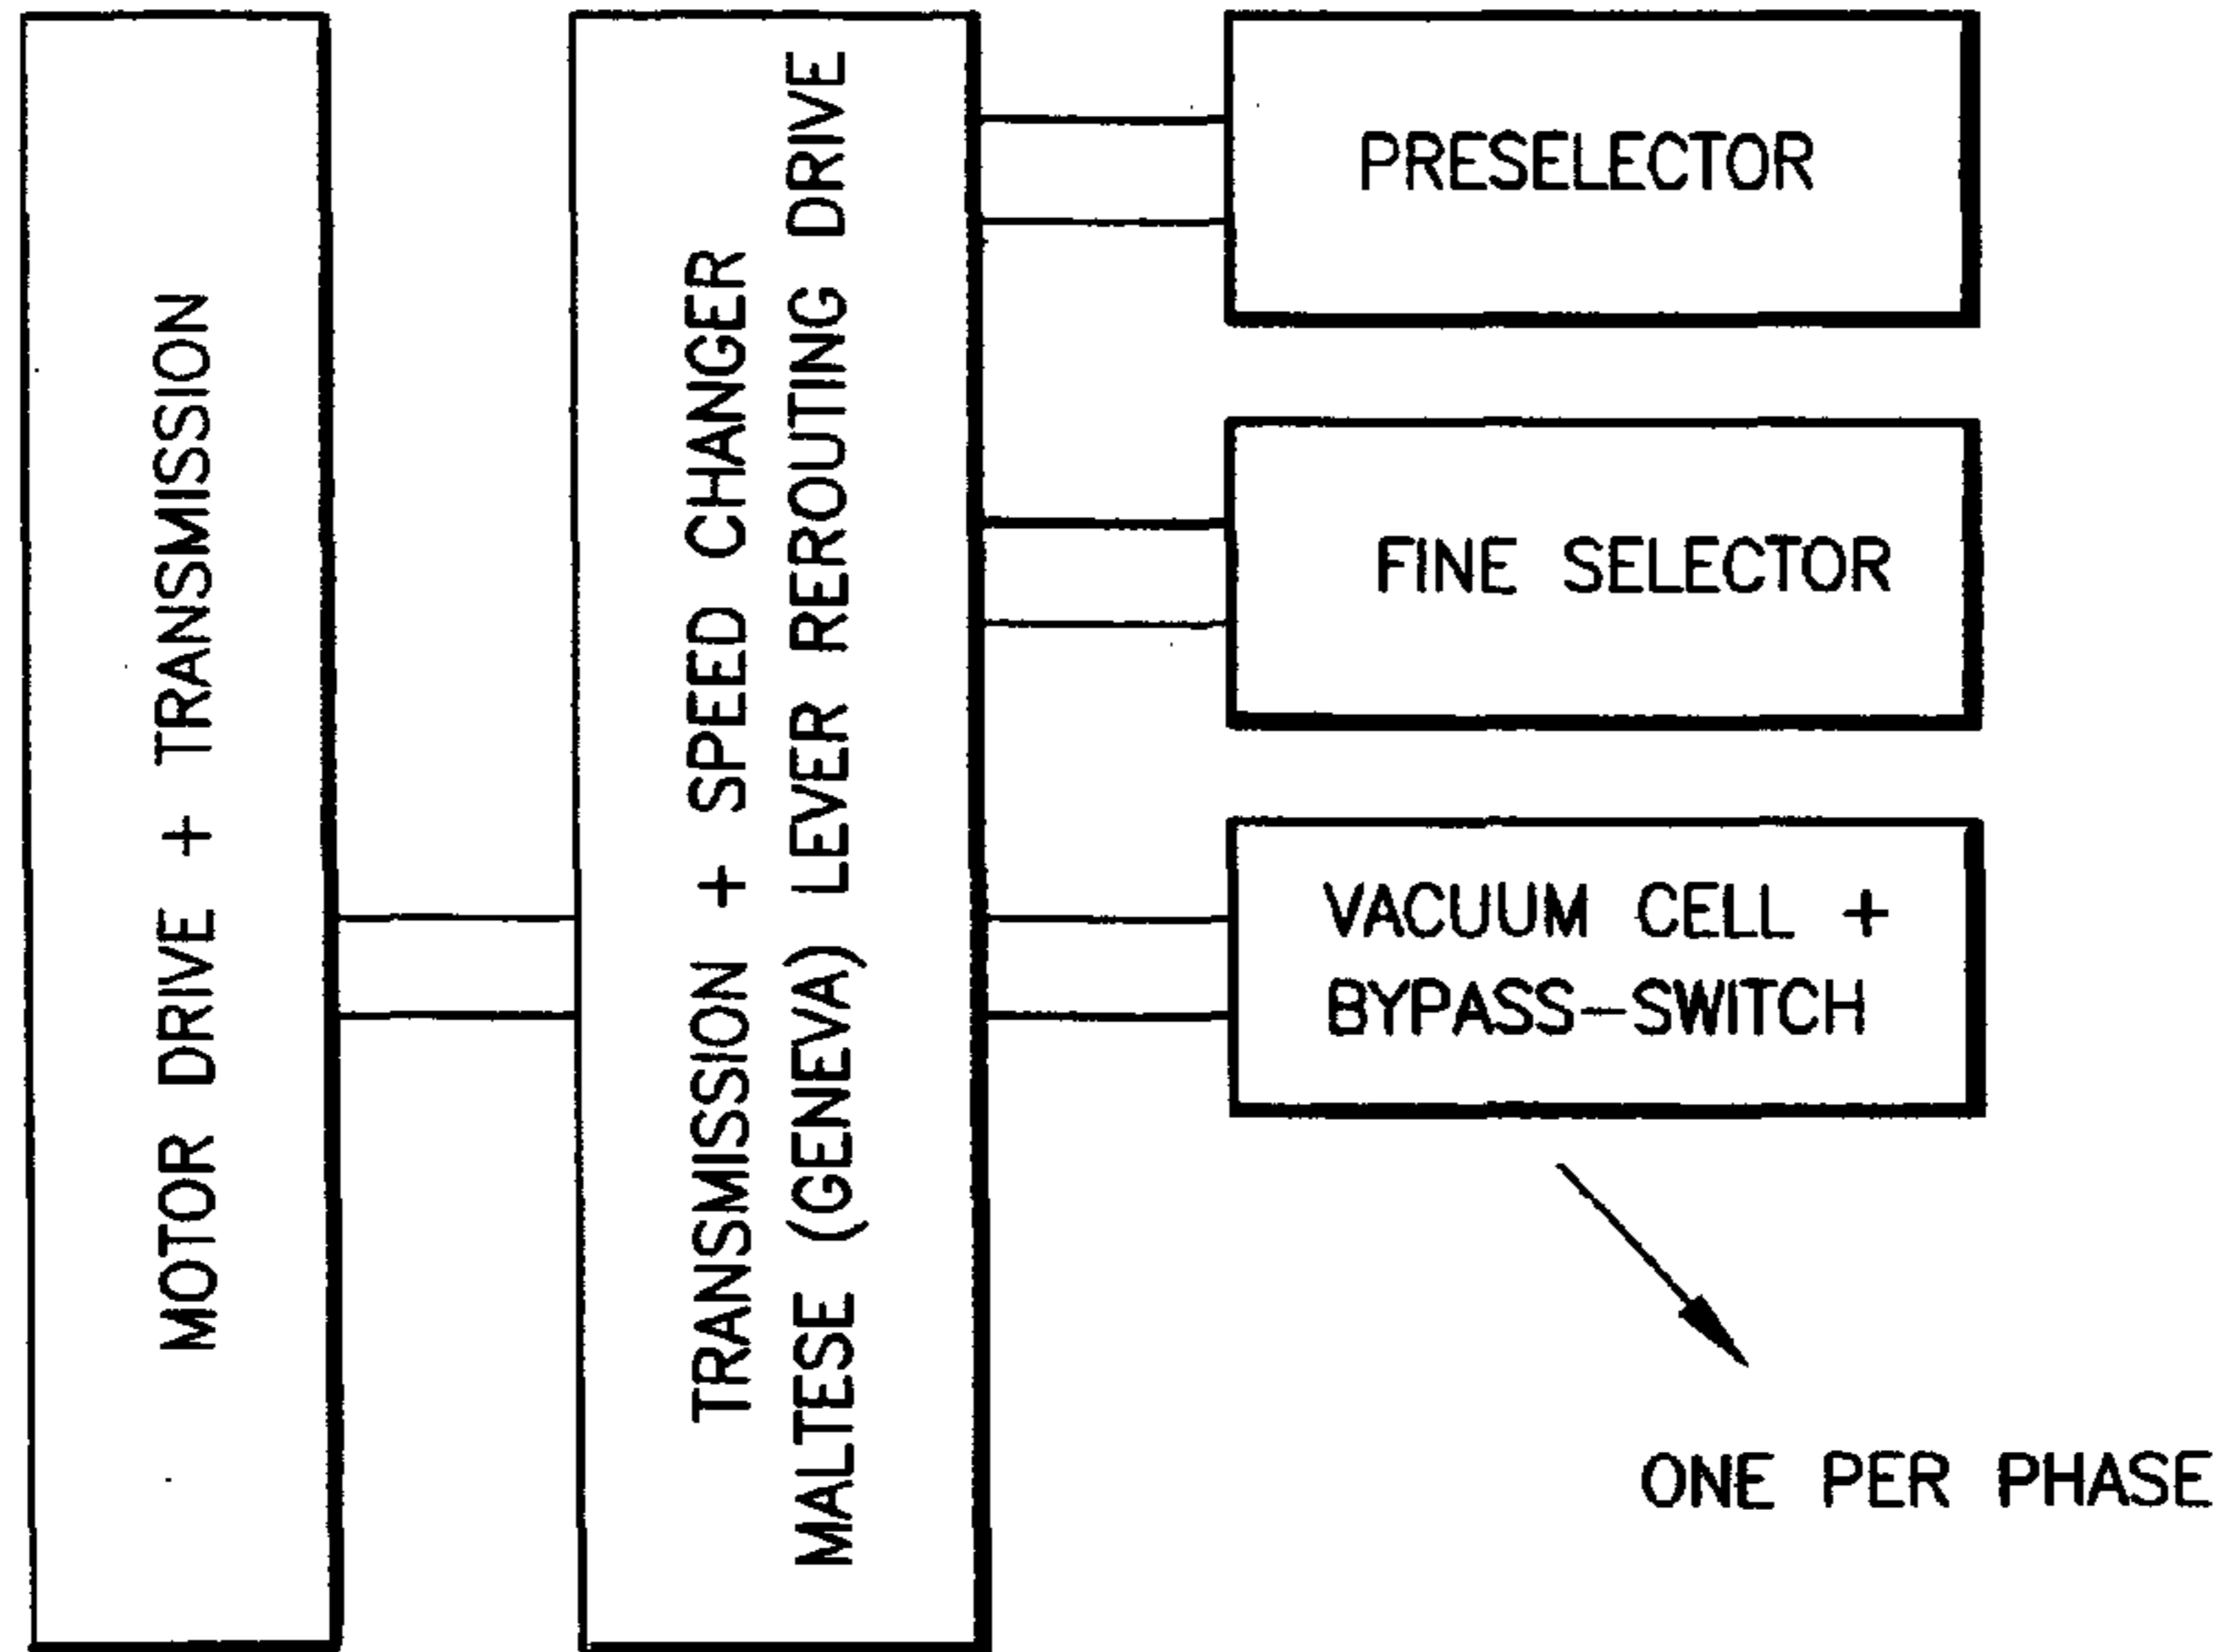 MOTOR DRIVE + TRANSMISSION
TRANSMISSION + SPEED CHANGER
MALTESE (GENEVA) LEVER REROUTING DRIVE
PRESELECTOR
FINE SELECTOR
VACUUM CELL +
BYPASS-SWITCH
ONE PER PHASE